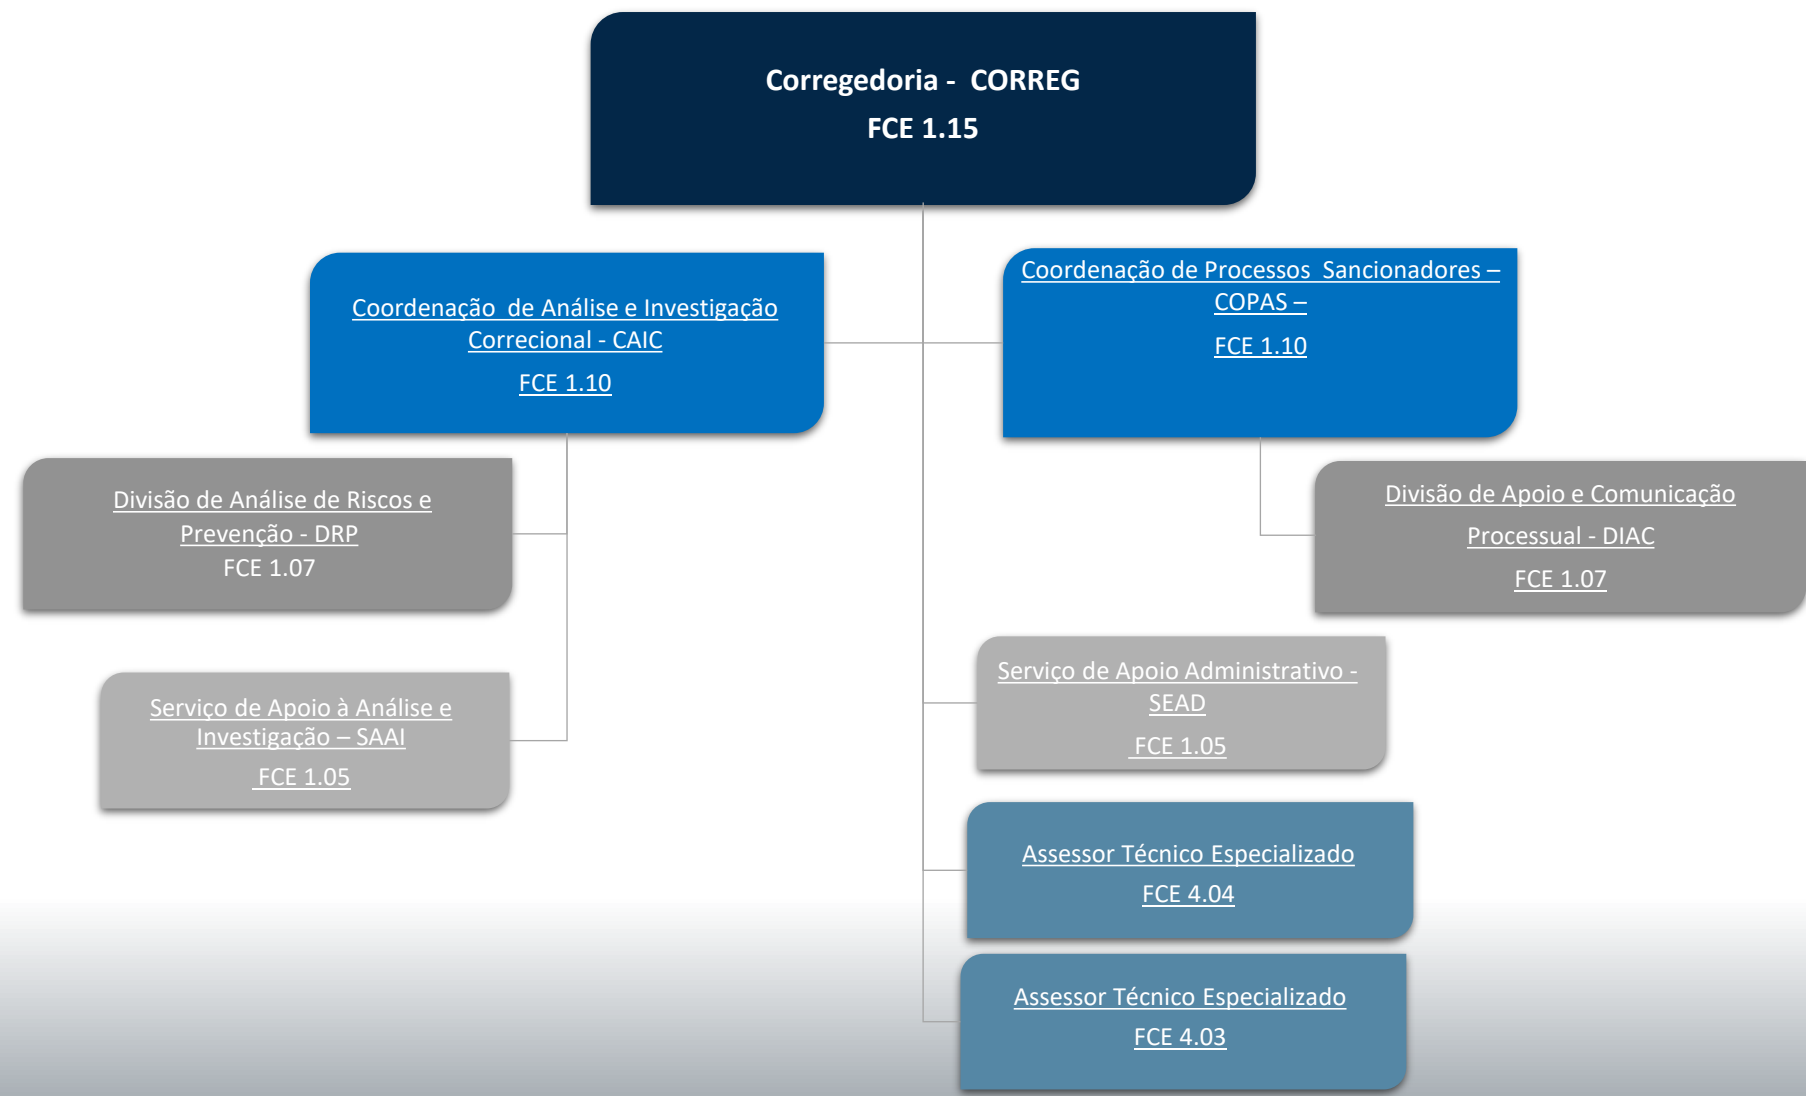 Corregedoria - CORREG
FCE 1.15
Coordenação de Análise e Investigação
Correcional - CAIC
FCE 1.10
Coordenação de Processos Sancionadores –
COPAS –
FCE 1.10
Divisão de Análise de Riscos e
Prevenção - DRP
FCE 1.07
Divisão de Apoio e Comunicação
Processual - DIAC
FCE 1.07
Serviço de Apoio à Análise e
Investigação – SAAI
FCE 1.05
Serviço de Apoio Administrativo -
SEAD
FCE 1.05
Assessor Técnico Especializado
FCE 4.04
Assessor Técnico Especializado
FCE 4.03